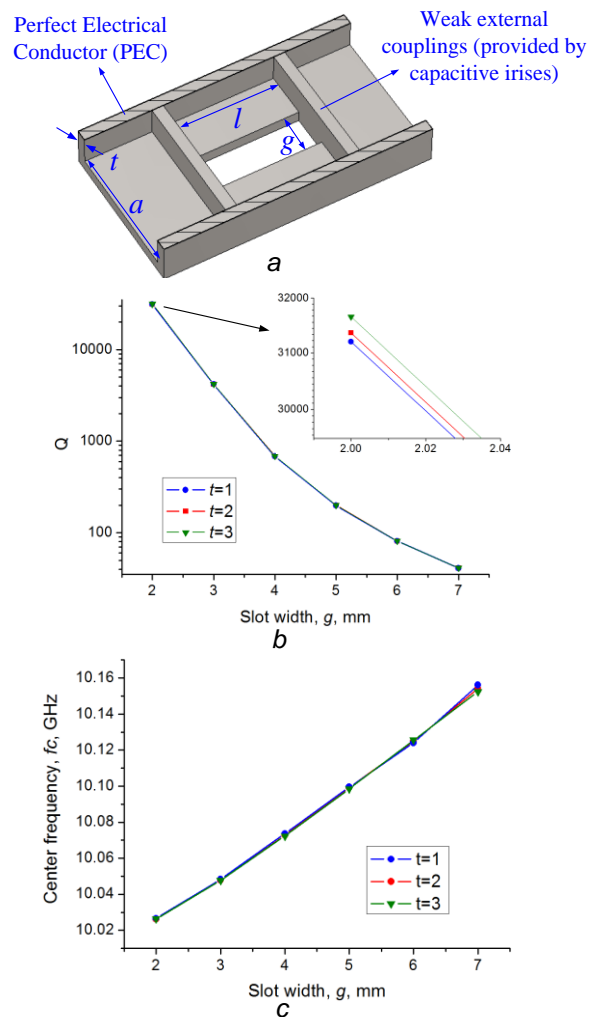 Perfect Electrical
Conductor (PEC)
Weak external
couplings (provided by
capacitive irises)
l
g
t
a
a
10000
1000
100
Q
2 3 4 5 6 7
Slot width, g, mm
t=1
t=2
t=3
32000
31000
30000
2.00 2.02 2.04
b
10.16
10.14
10.12
10.10
10.08
10.06
10.04
10.02
Center frequency, fc, GHz
t=1
t=2
t=3
2 3 4 5 6 7
Slot width, g, mm
c